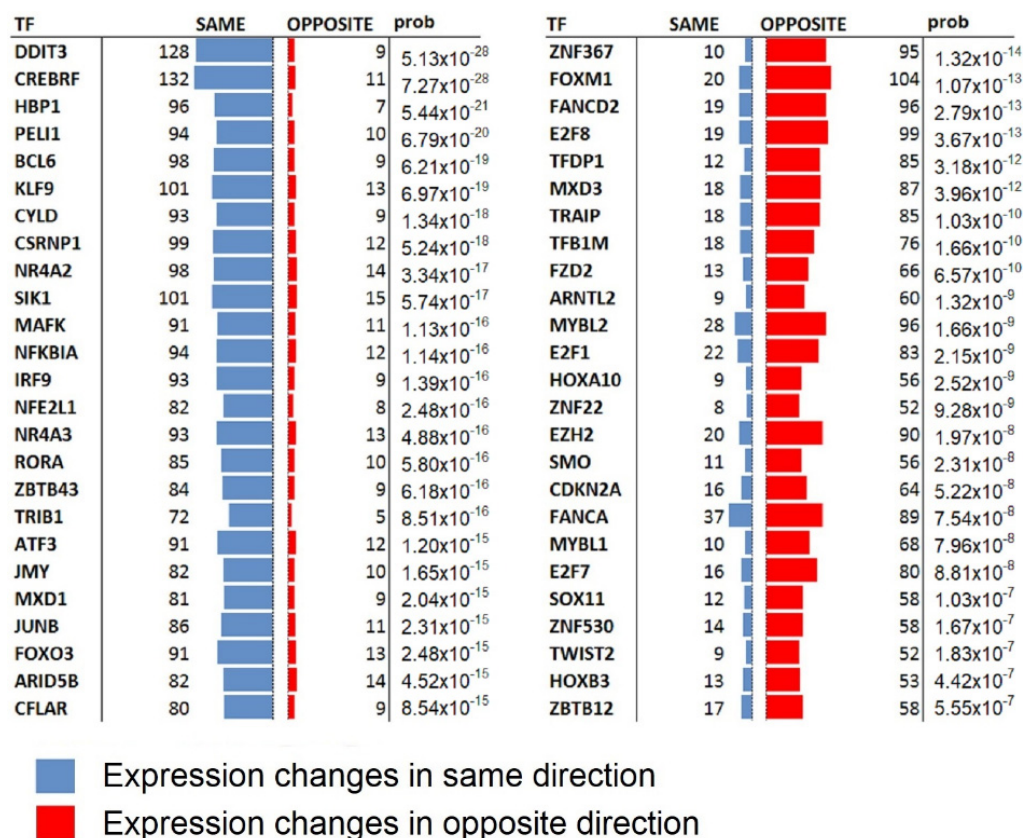 TF SAME OPPOSITE prob
DDIT3 128 9 5.13x10-28
CREBRF 132 11 7.27x10-28
HBP1 96 7 5.44x10-21
PELI1 94 10 6.79x10-20
BCL6 98 9 6.21x10-19
KLF9 101 13 6.97x10-19
CYLD 93 9 1.34x10-18
CSRNP1 99 12 5.24x10-18
NR4A2 98 14 3.34x10-17
SIK1 101 15 5.74x10-17
MAFK 91 11 1.13x10-16
NFKBIA 94 12 1.14x10-16
IRF9 93 9 1.39x10-16
NFE2L1 82 8 2.48x10-16
NR4A3 93 13 4.88x10-16
RORA 85 10 5.80x10-16
ZBTB43 84 9 6.18x10-16
TRIB1 72 5 8.51x10-16
ATF3 91 12 1.20x10-15
JMY 82 10 1.65x10-15
MXD1 81 9 2.04x10-15
JUNB 86 11 2.31x10-15
FOXO3 91 13 2.48x10-15
ARID5B 82 14 4.52x10-15
CFLAR 80 9 8.54x10-15
TF SAME OPPOSITE prob
ZNF367 10 95 1.32x10-14
FOXM1 20 104 1.07x10-13
FANCD2 19 96 2.79x10-13
E2F8 19 99 3.67x10-13
TFDP1 12 85 3.18x10-12
MXD3 18 87 3.96x10-12
TRAIP 18 85 1.03x10-10
TFB1M 18 76 1.66x10-10
FZD2 13 66 6.57x10-10
ARNTL2 9 60 1.32x10-9
MYBL2 28 96 1.66x10-9
E2F1 22 83 2.15x10-9
HOXA10 9 56 2.52x10-9
ZNF22 8 52 9.28x10-9
EZH2 20 90 1.97x10-8
SMO 11 56 2.31x10-8
CDKN2A 16 64 5.22x10-8
FANCA 37 89 7.54x10-8
MYBL1 10 68 7.96x10-8
E2F7 16 80 8.81x10-8
SOX11 12 58 1.03x10-7
ZNF530 14 58 1.67x10-7
TWIST2 9 52 1.83x10-7
HOXB3 13 53 4.42x10-7
ZBTB12 17 58 5.55x10-7
Expression changes in same direction
Expression changes in opposite direction